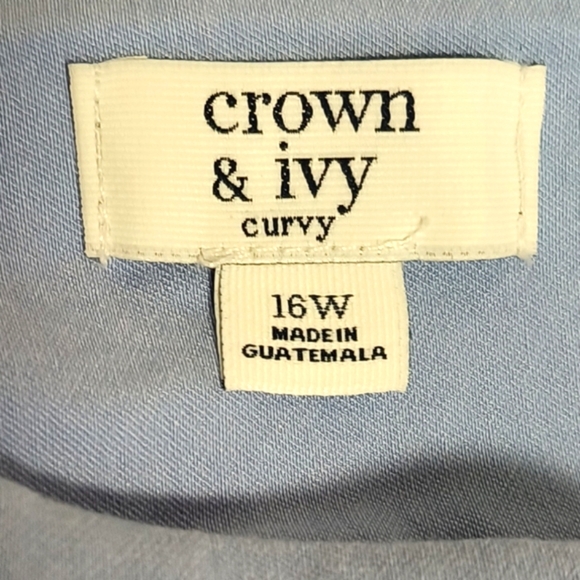 crown
& ivy
curvy
16W
MADE IN
GUATEMALA